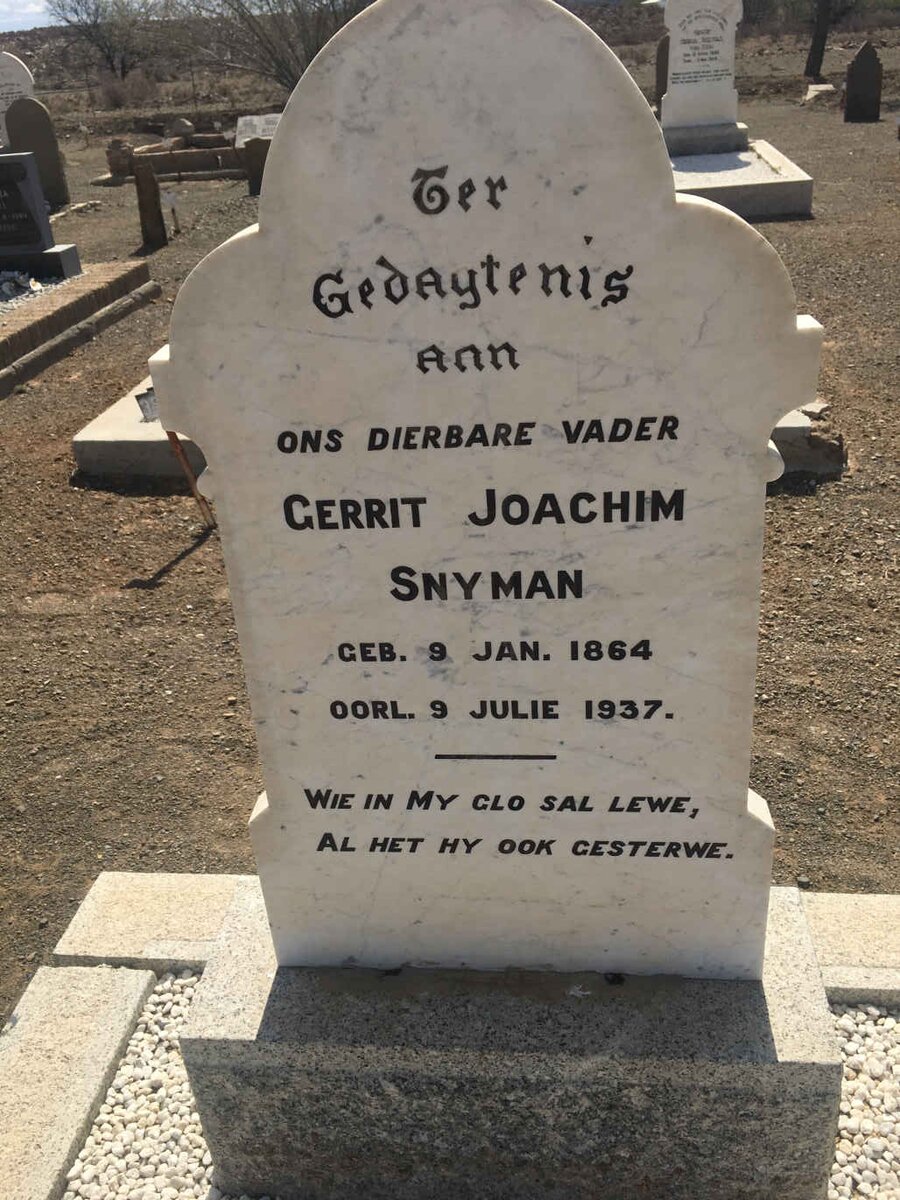 Ter
Gedagtenis
aan
ONS DIERBARE VADER
GERRIT JOACHIM
SNYMAN
GEB. 9 JAN. 1864
OORL. 9 JULIE 1937.
WIE IN MY GLO SAL LEWE,
AL HET HY OOK GESTERWE.